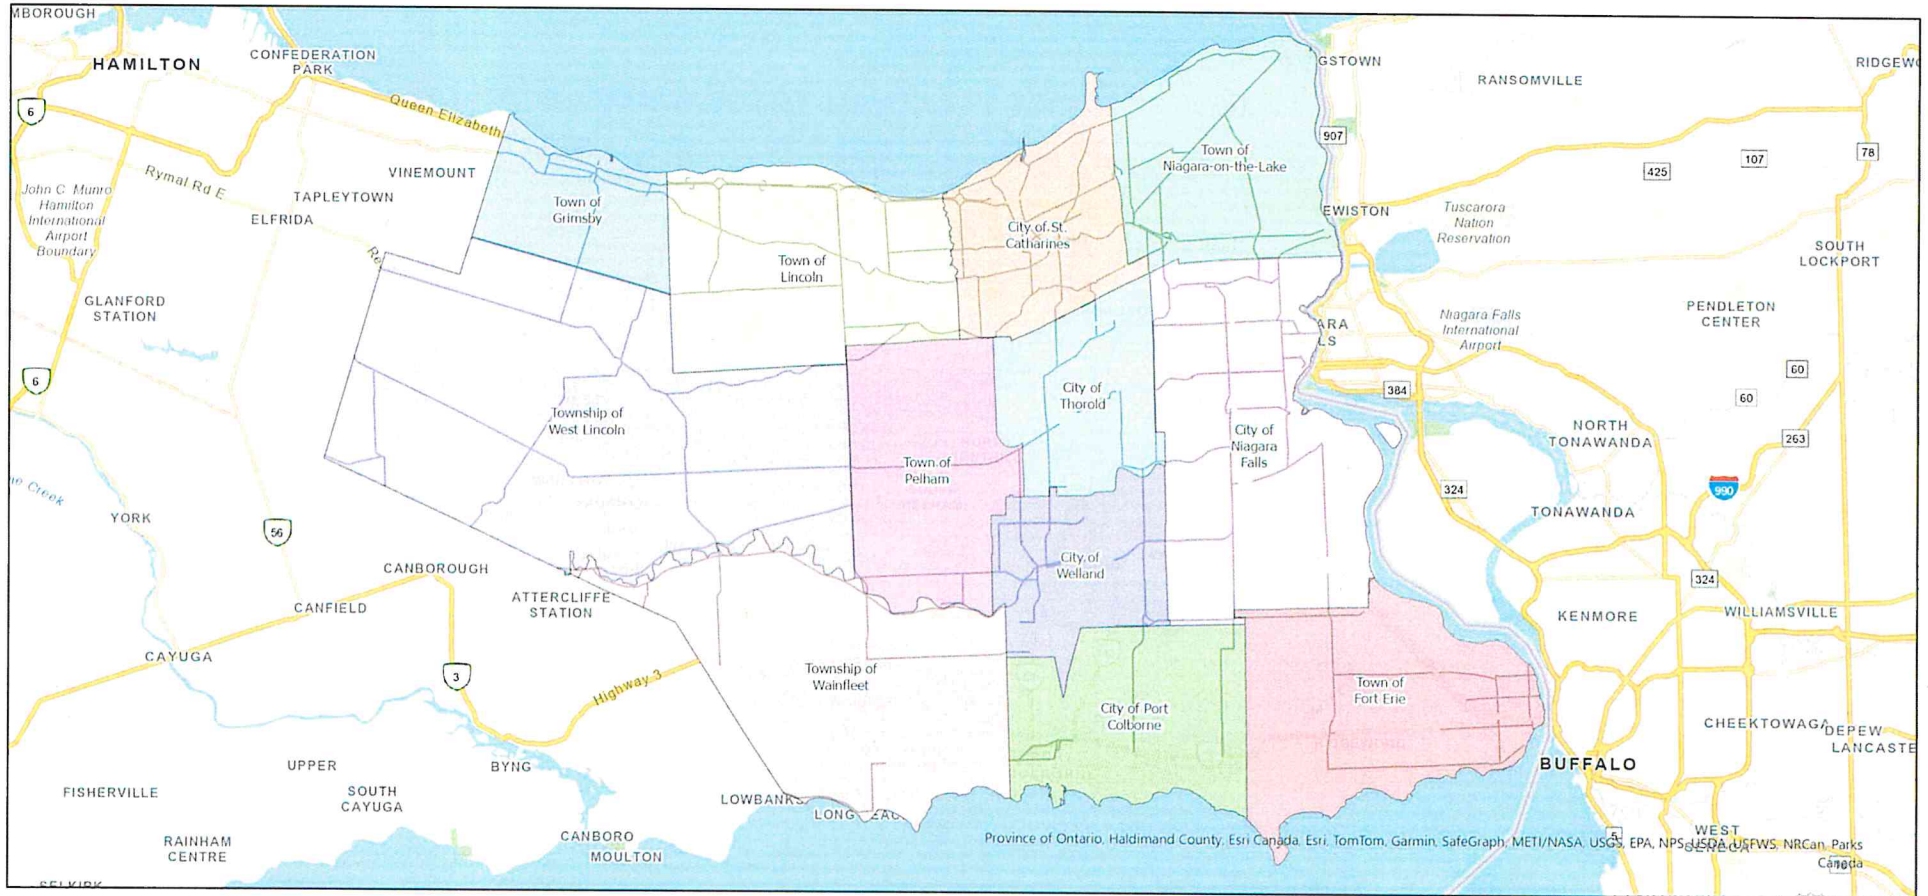 HAMILTON
CONFEDERATION
PARK
GSTOWN
RANSOMVILLE
6
Queen Elizabeth
907
VINEMOUNT
Rymal Rd E
TAPLEYTOWN
ELFRIDA
John C. Munro
Hamilton
International
Airport
Boundary
Town of
Grimsby
Town of
Niagara-on-the-Lake
425
107
78
City of St.
Catharines
EWISTON
Tuscarora
Nation
Reservation
Town of
Lincoln
SOUTH
LOCKPORT
GLANFORD
STATION
ARA
LS
Niagara Falls
International
Airport
PENDLETON
CENTER
6
60
60
384
City of
Thorold
Township of
West Lincoln
City of
Niagara
Falls
NORTH
TONAWANDA
263
Town of
Pelham
324
990
YORK
TONAWANDA
56
City of
Welland
CANBOROUGH
ATTERCLIFFE
STATION
324
CANFIELD
KENMORE
WILLIAMSVILLE
CAYUGA
3
Highway 3
Township of
Wainfleet
Town of
Fort Erie
City of Port
Colborne
CHEEKTOWAGA
DEPEW
LANCASTE
UPPER
BYNG
BUFFALO
FISHERVILLE
SOUTH
CAYUGA
LOWBANKS
RAINHAM
CENTRE
CANBORO
MOULTON
5
WEST
Province of Ontario, Haldimand County, Esri Canada, Esri, TomTom, Garmin, SafeGraph, METI/NASA, USGS, EPA, NPS, USDA, USFWS, NRCan, Parks
Canada